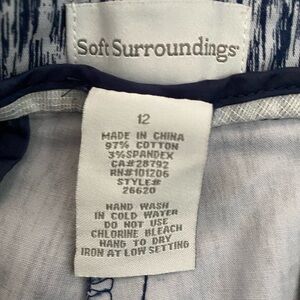 Soft Surroundings®
12
MADE IN CHINA
97% COTTON
3%SPANDEX
CA#28792
RN#101206
STYLE#
26620
HAND WASH
IN COLD WATER
DO NOT USE
CHLORINE BLEACH
HANG TO DRY
IRON AT LOW SETTING